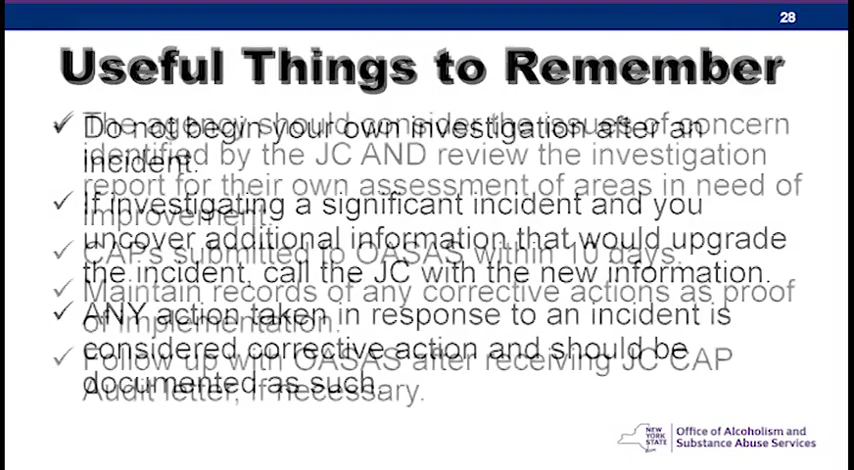 28
Useful Things to Remember
✓ Do not begin your own investigation after an
incident.
✓ If investigating a significant incident and you
uncover additional information that would upgrade
the incident, call the JC with the new information.
✓ ANY action taken in response to an incident is
considered corrective action and should be
documented as such.
✓ The agency should consider the issues of concern
identified by the JC AND review the investigation
report for their own assessment of areas in need of
improvement.
✓ CAPs submitted to OASAS within 10 days.
✓ Maintain records of any corrective actions as proof
of implementation.
✓ Follow up with OASAS after receiving JC CAP
Audit letter, if necessary.
NEW
YORK
STATE
Office of Alcoholism and
Substance Abuse Services